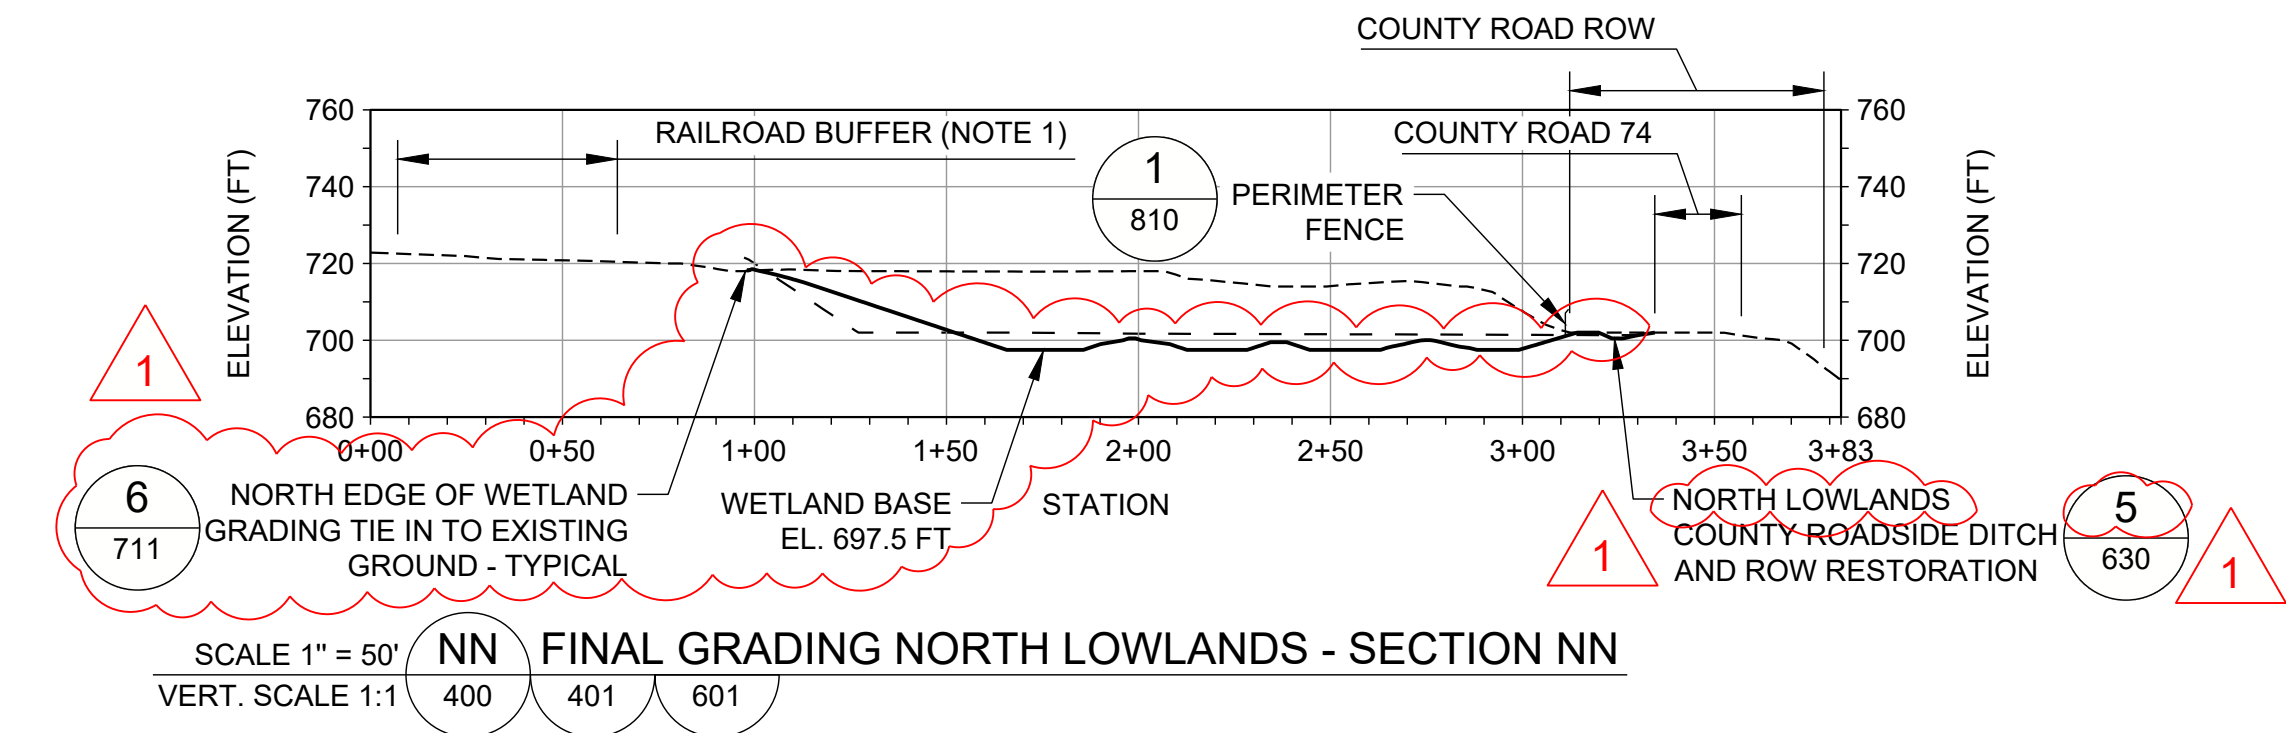 COUNTY ROAD ROW
760
760
RAILROAD BUFFER (NOTE 1)
COUNTY ROAD 74
1
810
PERIMETER
FENCE
740
740
ELEVATION (FT)
ELEVATION (FT)
720
720
700
700
1
680
680
0+00
0+50
1+00
1+50
2+00
2+50
3+00
3+50
3+83
STATION
6
711
NORTH EDGE OF WETLAND
GRADING TIE IN TO EXISTING
GROUND - TYPICAL
WETLAND BASE
EL. 697.5 FT
1
NORTH LOWLANDS
COUNTY ROADSIDE DITCH
AND ROW RESTORATION
5
630
1
SCALE 1" = 50'
VERT. SCALE 1:1
NN
400
401
601
FINAL GRADING NORTH LOWLANDS - SECTION NN